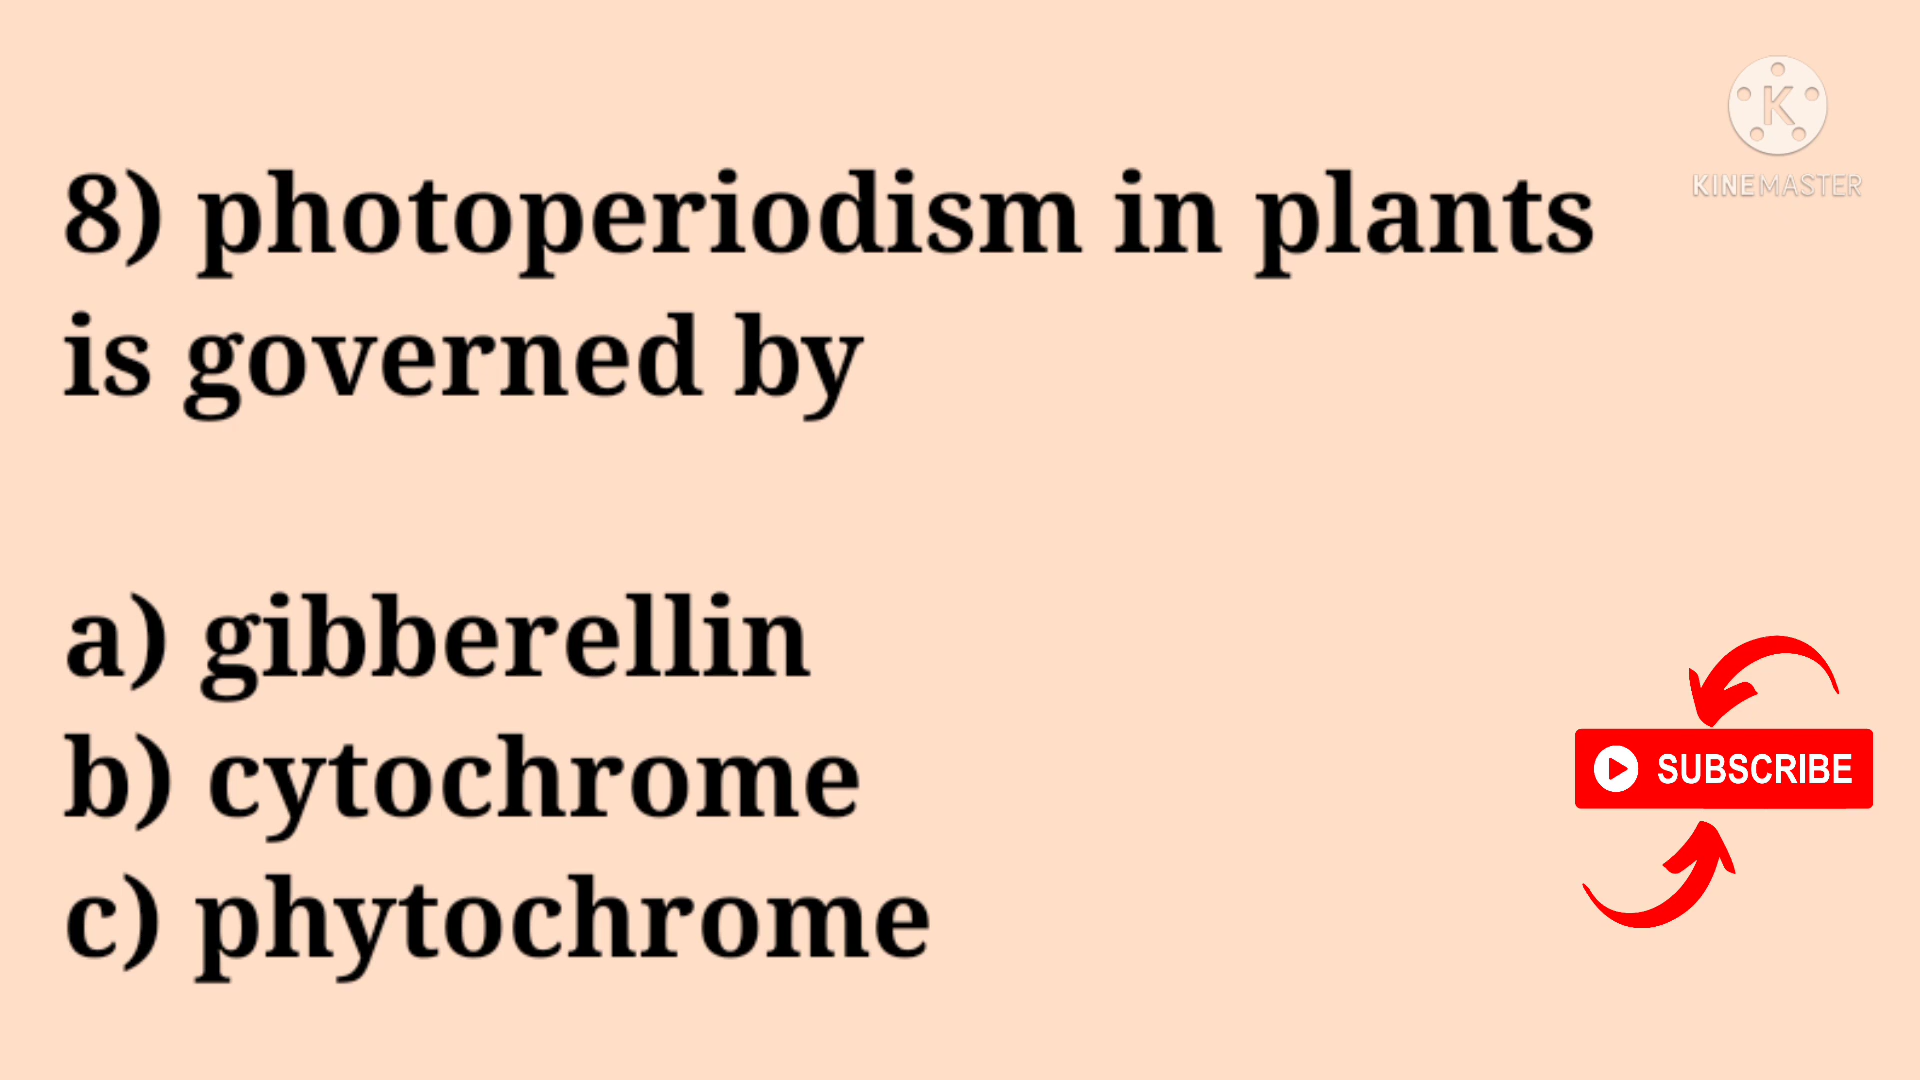 K
KINEMASTER
8) photoperiodism in plants
is governed by
a) gibberellin
b) cytochrome
c) phytochrome
SUBSCRIBE